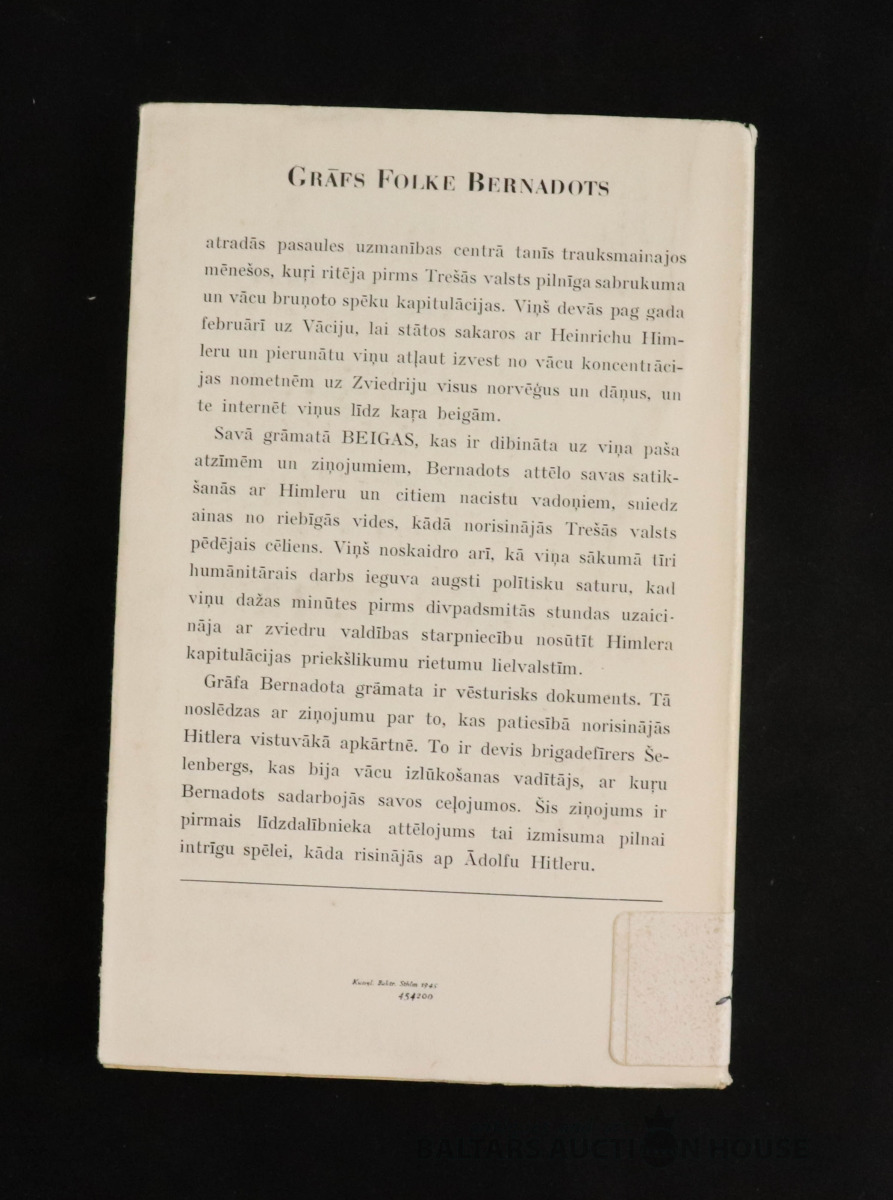 GRĀFS FOLKE BERNADOTS
atradās pasaules uzmanības centrā tanīs trauksmainajos
mēnešos, kuŗi ritēja pirms Trešās valsts pilnīga sabrukuma
un vācu bruņoto spēku kapitulācijas. Viņš devās pag gada
februārī uz Vāciju, lai stātos sakaros ar Heinrichu Him-
leru un pierunātu viņu atļaut izvest no vācu koncentrāci-
jas nometnēm uz Zviedriju visus norvēģus un dāņus, un
te internēt viņus līdz kaŗa beigām.
Savā grāmatā BEIGAS, kas ir dibināta uz viņa paša
atzīmēm un ziņojumiem, Bernadots attēlo savas satik-
šanās ar Himleru un citiem nacistu vadoņiem, sniedz
ainas no riebīgās vides, kādā norisinājās Trešās valsts
pēdējais cēliens. Viņš noskaidro arī, kā viņa sākumā tīri
humānitārais darbs ieguva augsti polītisku saturu, kad
viņu dažas minūtes pirms divpadsmitās stundas uzaici-
nāja ar zviedru valdības starpniecību nosūtīt Himlera
kapitulācijas priekšlikumu rietumu lielvalstīm.
Grāfa Bernadota grāmata ir vēsturisks dokuments. Tā
noslēdzas ar ziņojumu par to, kas patiesībā norisinājās
Hitlera vistuvākā apkārtnē. To ir devis brigadefīrers Še-
lenbergs, kas bija vācu izlūkošanas vadītājs, ar kuŗu
Bernadots sadarbojās savos ceļojumos. Šis ziņojums ir
pirmais līdzdalībnieka attēlojums tai izmisuma pilnai
intrīgu spēlei, kāda risinājās ap Ādolfu Hitleru.
Kungl. Boktr. Sthlm 1945
454200
BALTARS AUCTION HOUSE